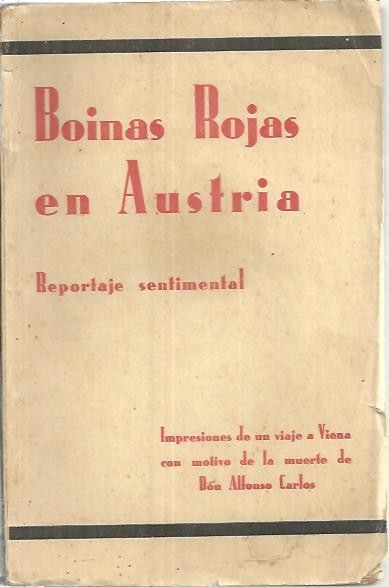 Boinas Rojas
en Austria
Reportaje sentimental
Impresiones de un viaje a Viena
con motivo de la muerte de
Don Alfonso Carlos